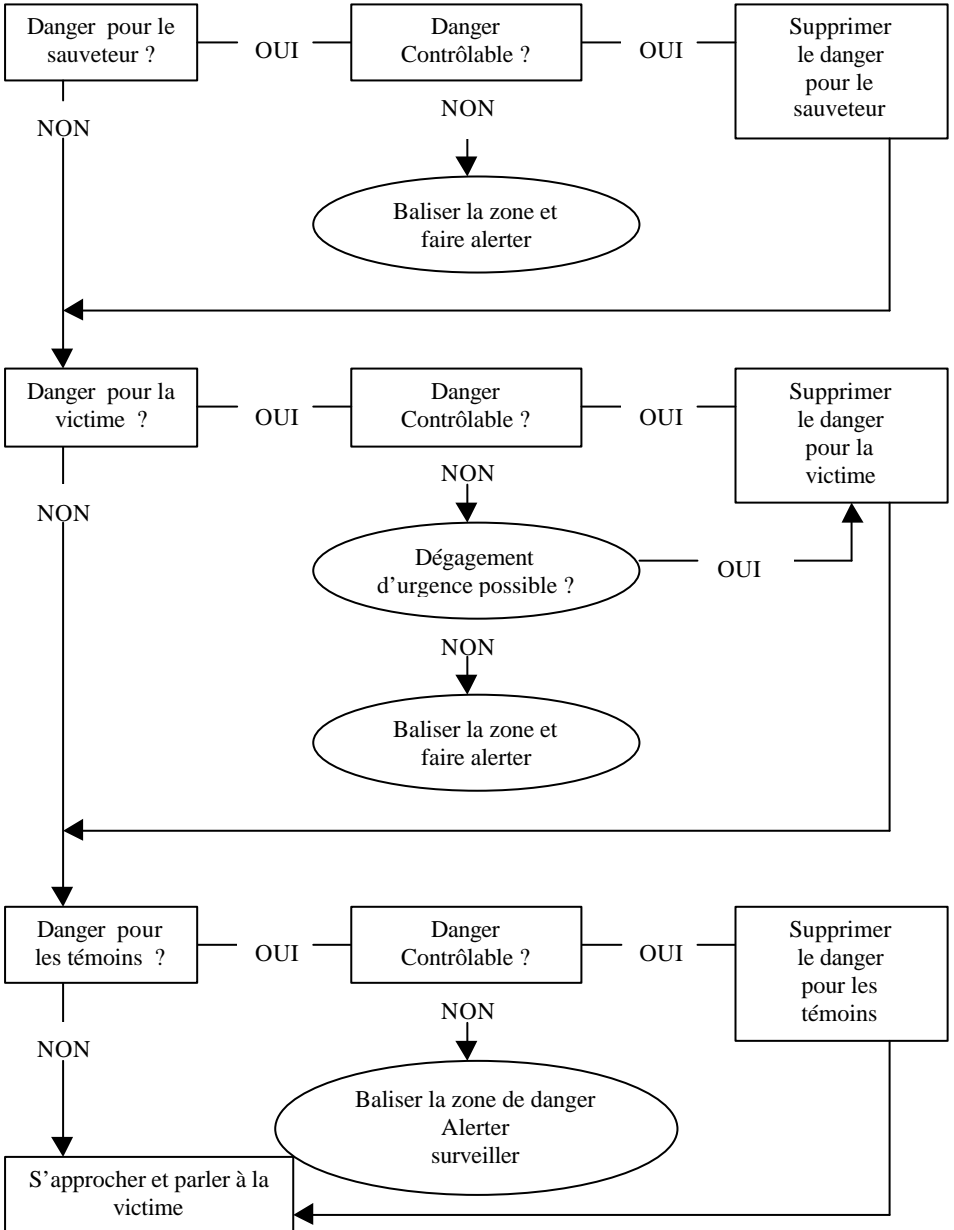 Danger pour le
sauveteur ?
OUI
Danger
Contrôlable ?
OUI
Supprimer
le danger
pour le
sauveteur
NON
NON
Baliser la zone et
faire alerter
Danger pour la
victime ?
OUI
Danger
Contrôlable ?
OUI
Supprimer
le danger
pour la
victime
NON
NON
Dégagement
d'urgence possible ?
OUI
NON
Baliser la zone et
faire alerter
Danger pour
les témoins ?
OUI
Danger
Contrôlable ?
OUI
Supprimer
le danger
pour les
témoins
NON
NON
Baliser la zone de danger
Alerter
surveiller
S'approcher et parler à la
victime